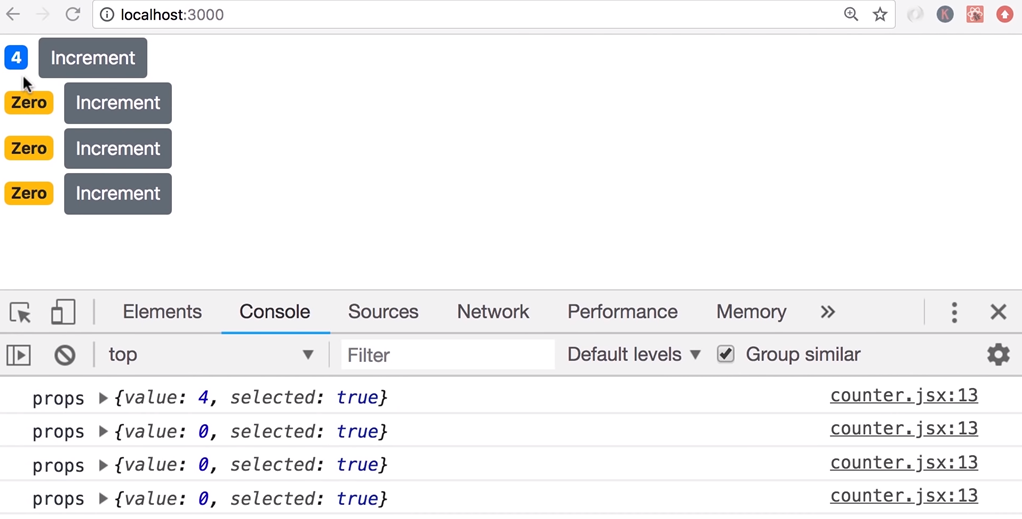 localhost:3000 K
4 Increment
Zero Increment
Zero Increment
Zero Increment
Elements Console Sources Network Performance Memory »
top ▼ Filter Default levels ▼ Group similar
props ▶ {value: 4, selected: true} counter.jsx:13
props ▶ {value: 0, selected: true} counter.jsx:13
props ▶ {value: 0, selected: true} counter.jsx:13
props ▶ {value: 0, selected: true} counter.jsx:13